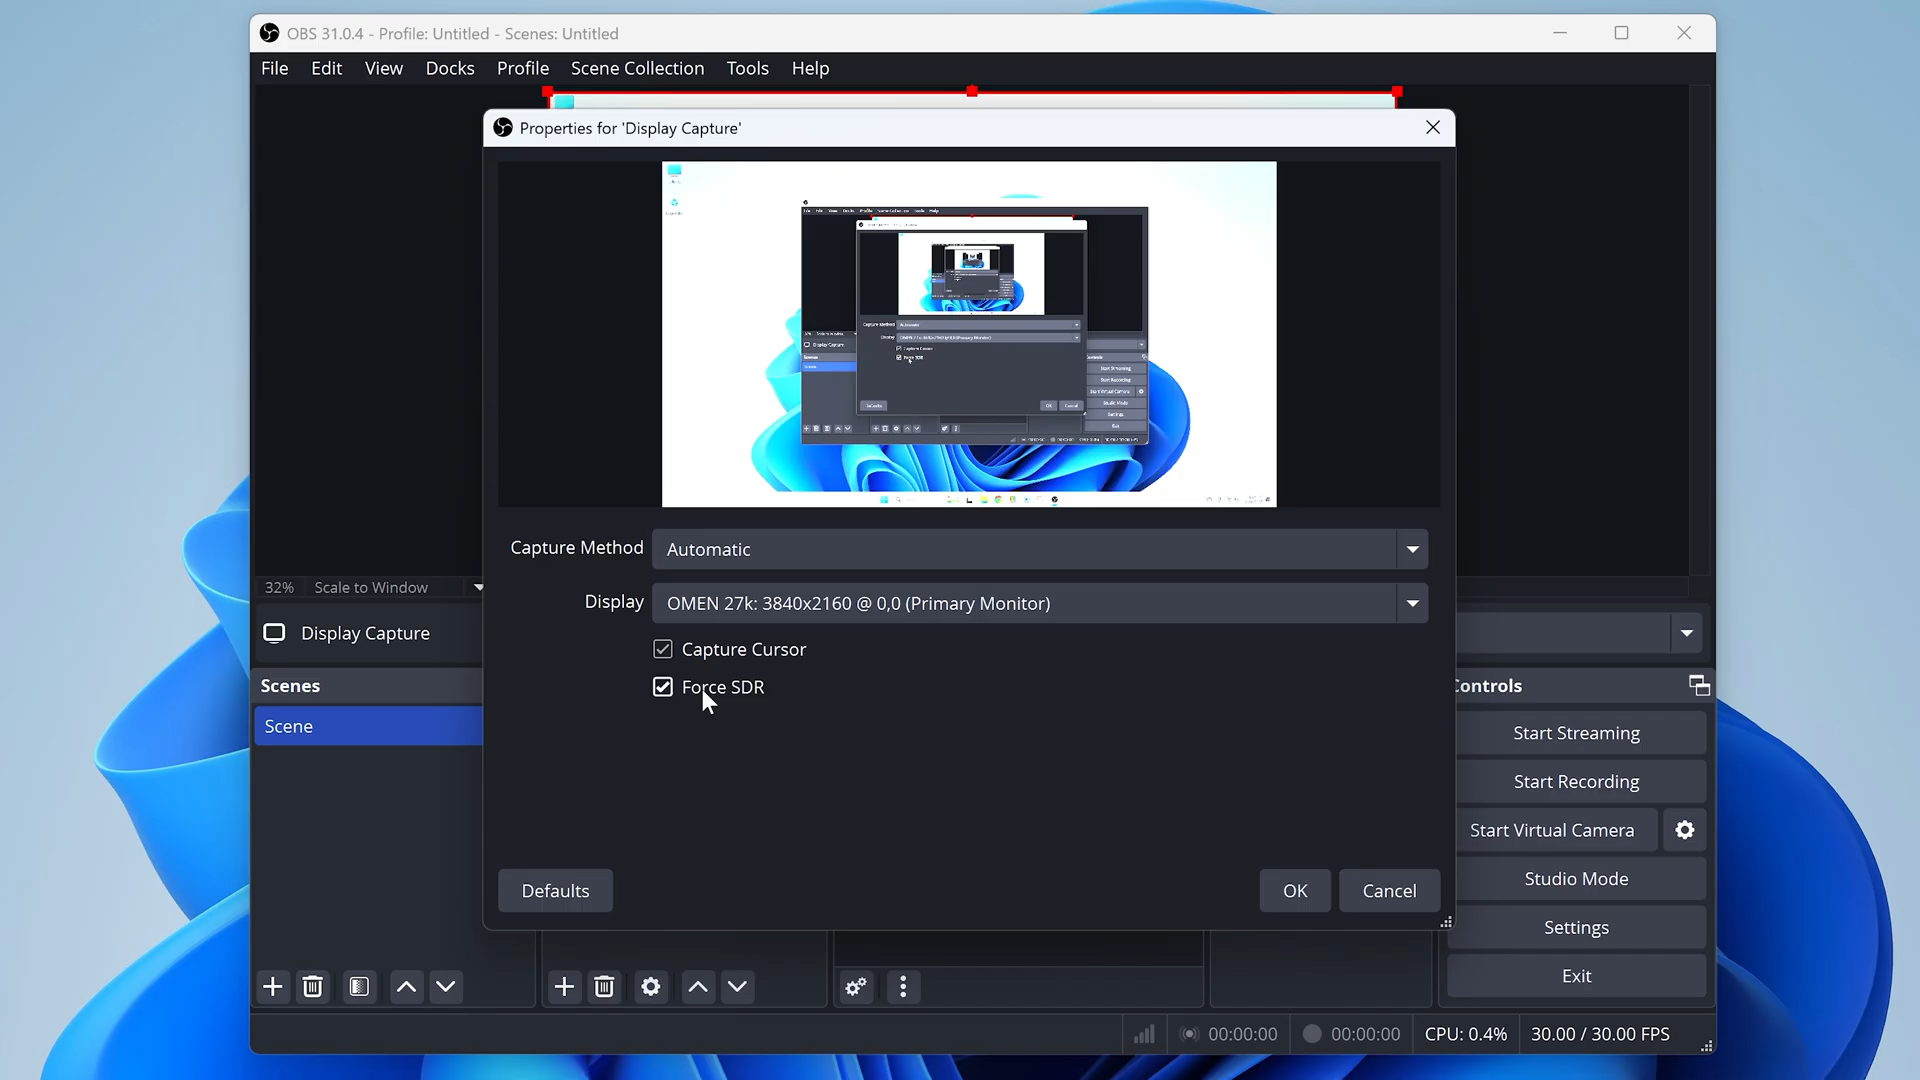 OBS 31.0.4 - Profile: Untitled - Scenes: Untitled
File Edit View Docks Profile Scene Collection Tools Help
Properties for 'Display Capture'
Capture Method Automatic
Display OMEN 27k: 3840x2160 @ 0,0 (Primary Monitor)
Capture Cursor
Force SDR
Defaults OK Cancel
32% Scale to Window
Display Capture
Scenes
Scene
Controls
Start Streaming
Start Recording
Start Virtual Camera
Studio Mode
Settings
Exit
00:00:00 00:00:00 CPU: 0.4% 30.00 / 30.00 FPS